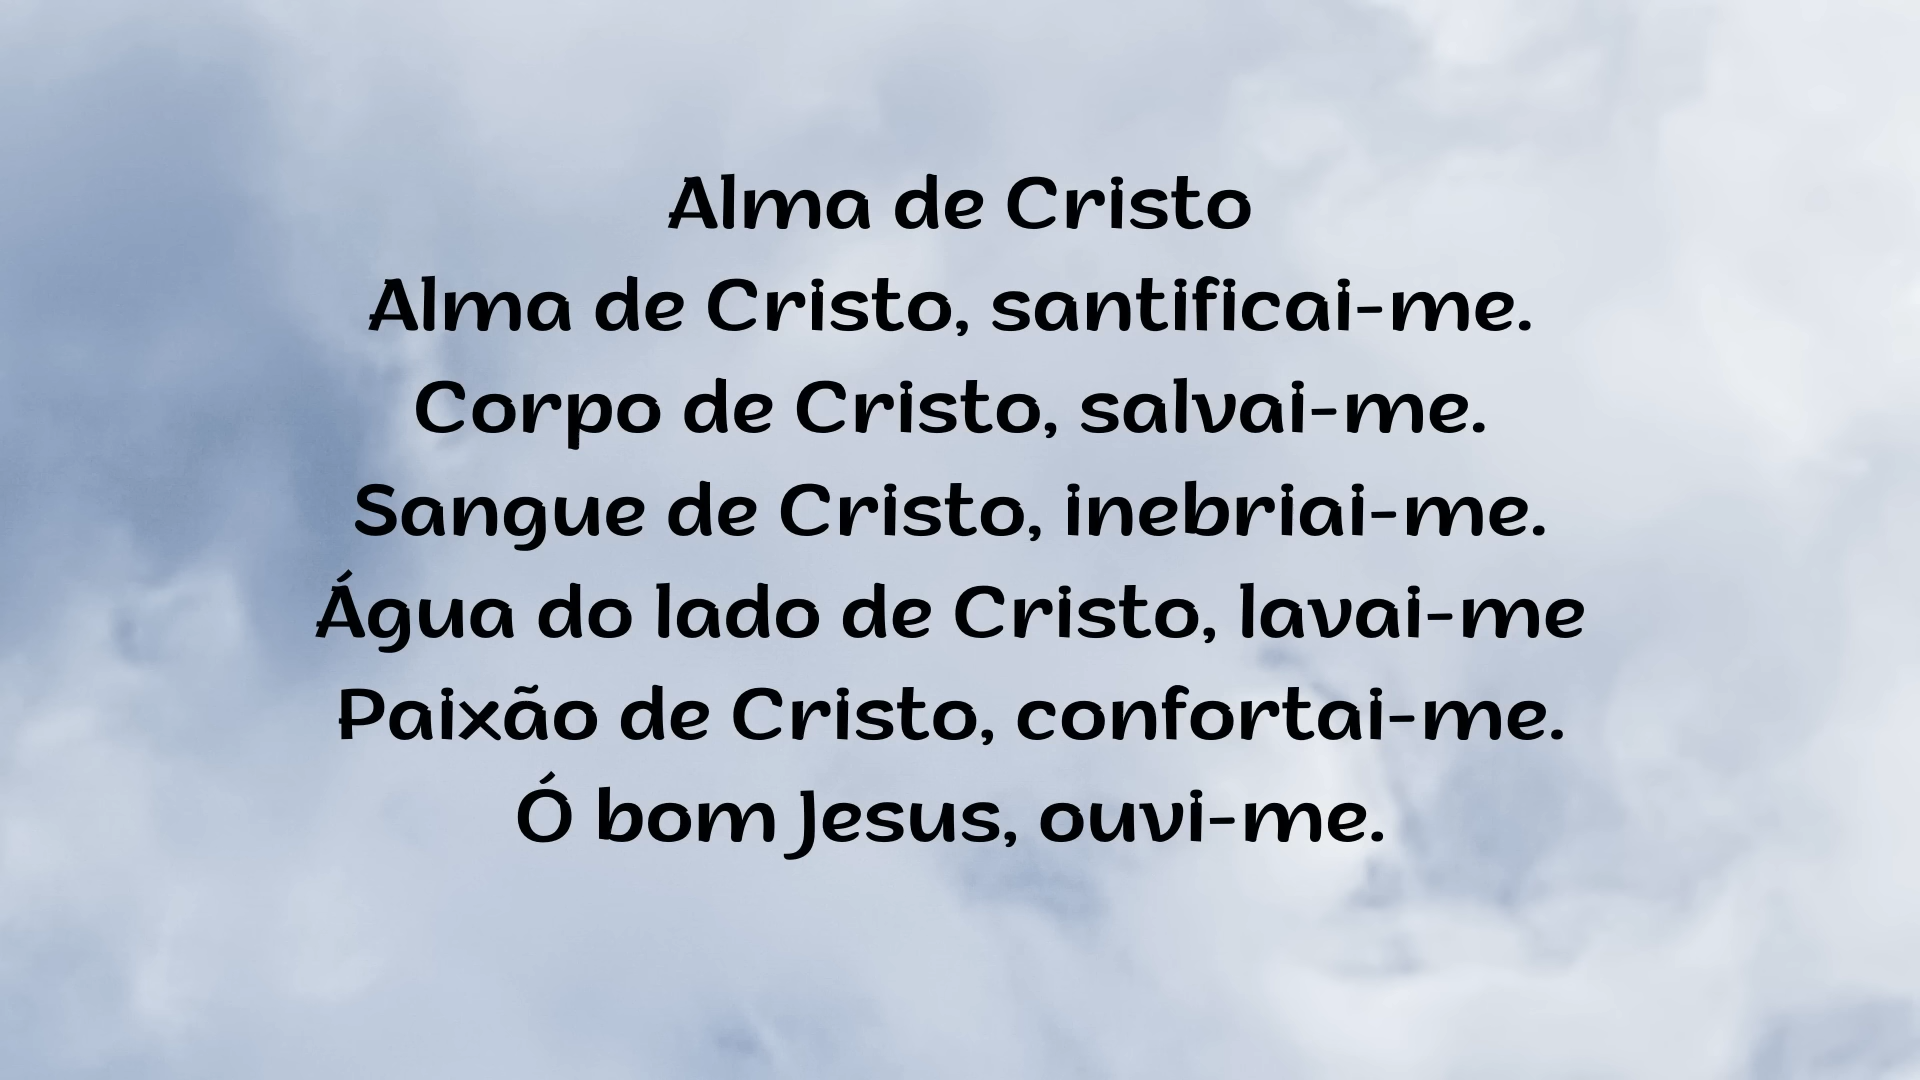 Alma de Cristo
Alma de Cristo, santificai-me.
Corpo de Cristo, salvai-me.
Sangue de Cristo, inebriai-me.
Água do lado de Cristo, lavai-me
Paixão de Cristo, confortai-me.
Ó bom Jesus, ouvi-me.